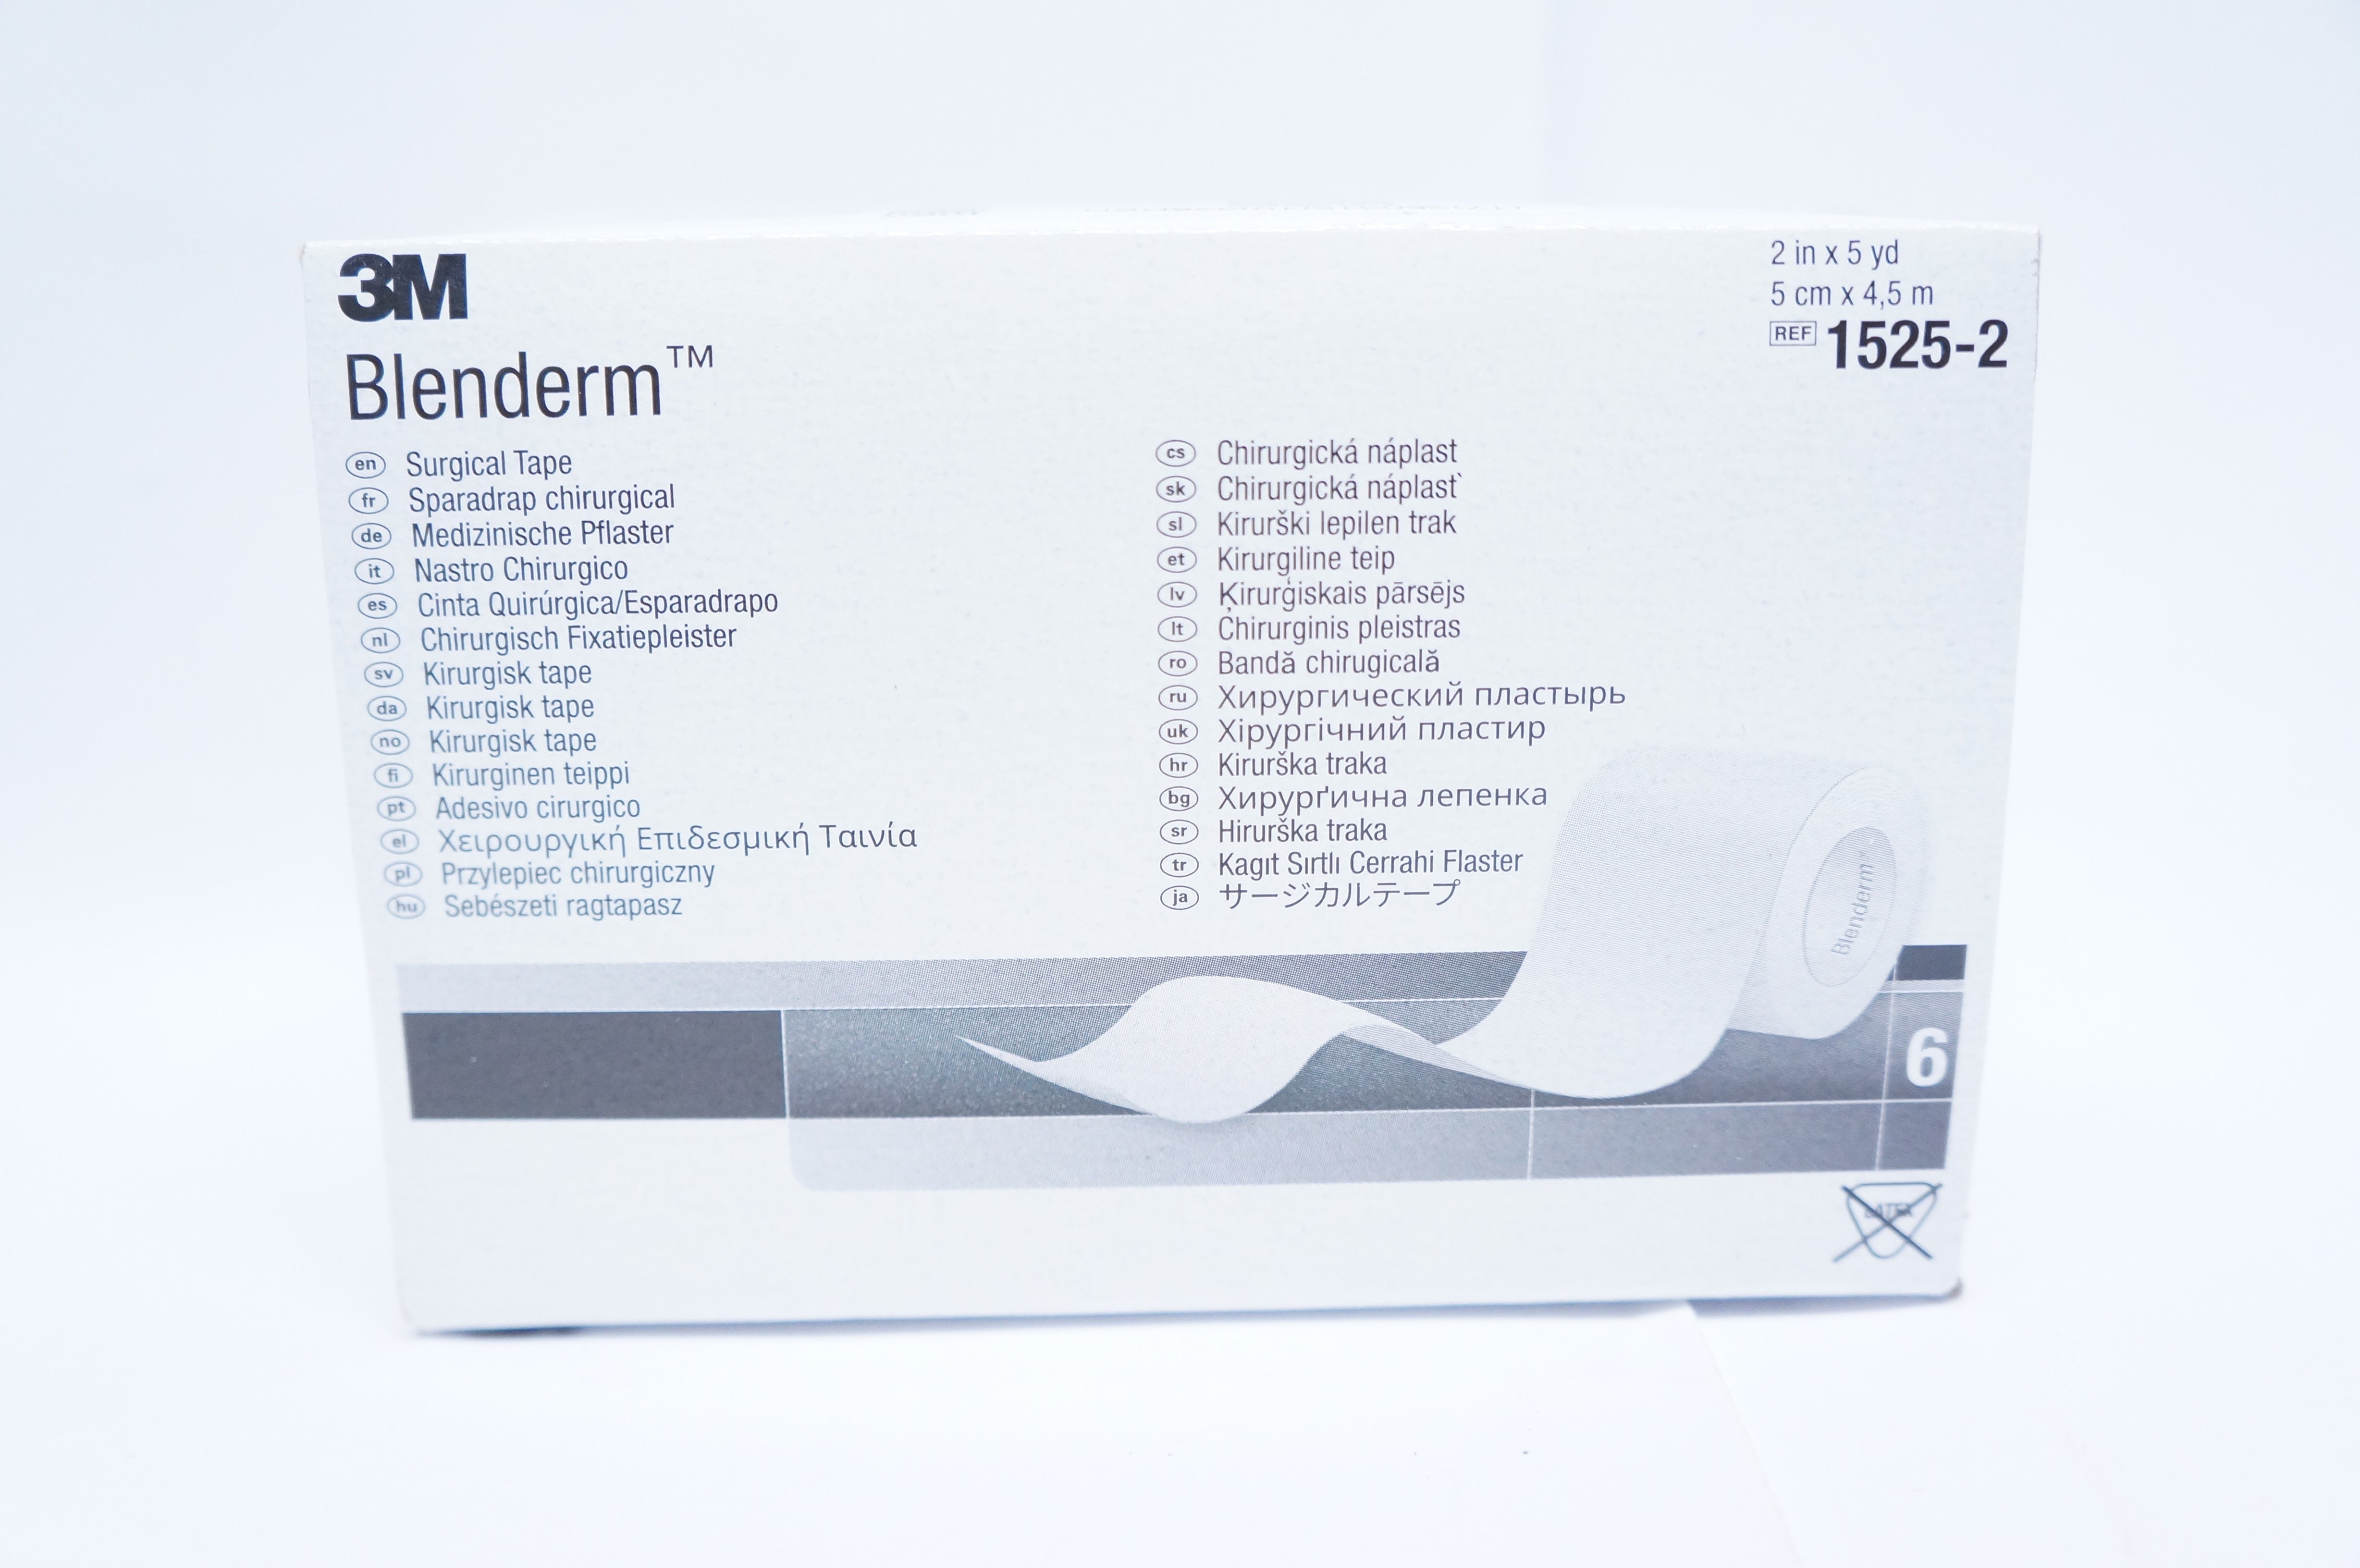 3M
Blenderm™
2 in x 5 yd
5 cm x 4,5 m
REF 1525-2
en Surgical Tape
fr Sparadrap chirurgical
de Medizinische Pflaster
it Nastro Chirurgico
es Cinta Quirúrgica/Esparadrapo
nl Chirurgisch Fixatiepleister
sv Kirurgisk tape
da Kirurgisk tape
no Kirurgisk tape
fi Kirurginen teippi
pt Adesivo cirurgico
el Χειρουργική Επιδεσμική Ταινία
pl Przylepiec chirurgiczny
hu Sebészeti ragtapasz
cs Chirurgická náplast
sk Chirurgická náplast`
sl Kirurški lepilen trak
et Kirurgiline teip
lv Ķirurģiskais pārsējs
lt Chirurginis pleistras
ro Bandă chirugicală
ru Хирургический пластырь
uk Хірургічний пластир
hr Kirurška traka
bg Хирурґична лепенка
sr Hirurška traka
tr Kagıt Sırtlı Cerrahi Flaster
ja サージカルテープ
Blenderm™
6
LATEX